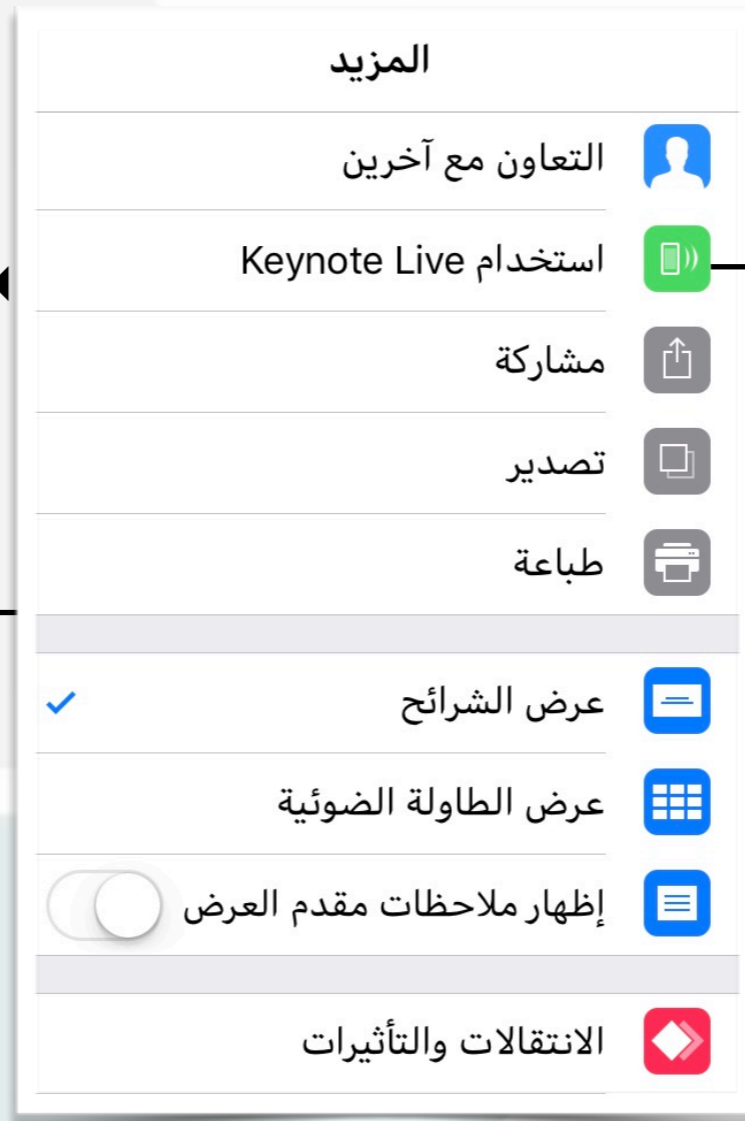 المزيد
التعاون مع آخرين
استخدام Keynote Live
مشاركة
تصدير
طباعة
عرض الشرائح
عرض الطاولة الضوئية
إظهار ملاحظات مقدم العرض
الانتقالات والتأثيرات